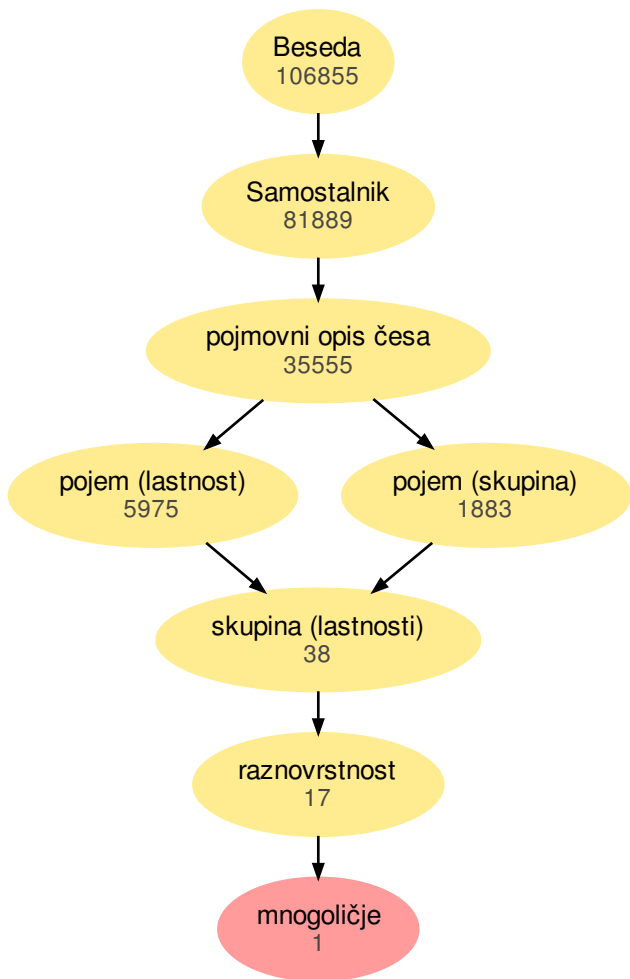 Beseda
106855
Samostalnik
81889
pojmovni opis česa
35555
pojem (lastnost)
5975
pojem (skupina)
1883
skupina (lastnosti)
38
raznovrstnost
17
mnogoličje
1